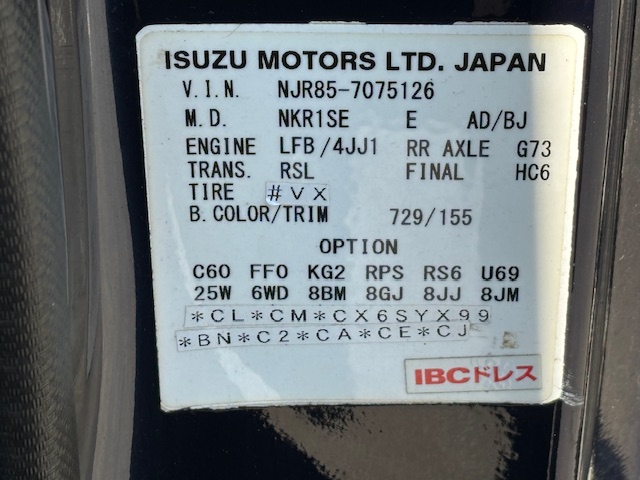 ISUZU MOTORS LTD. JAPAN
V.I.N. NJR85-7075126
M.D. NKR1SE E AD/BJ
ENGINE LFB/4JJ1 RR AXLE G73
TRANS. RSL FINAL HC6
TIRE #VX
B.COLOR/TRIM 729/155
OPTION
C60 FF0 KG2 RPS RS6 U69
25W 6WD 8BM 8GJ 8JJ 8JM
*CL*CM*CX6SYX99
*BN*C2*CA*CE*CJ
IBCドレス